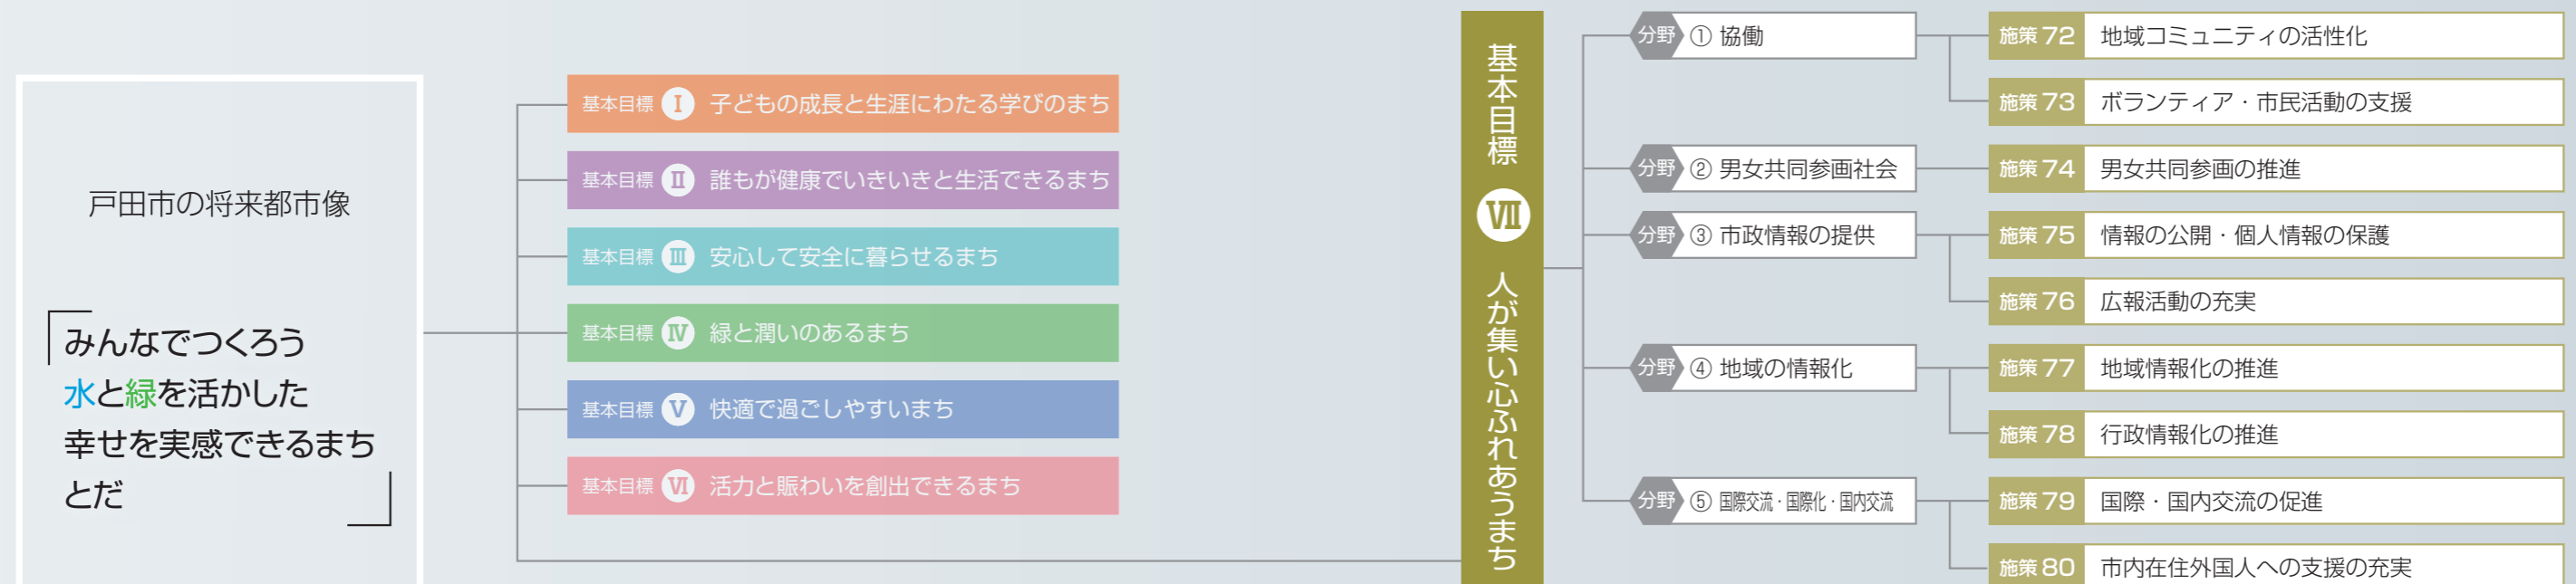 戸田市の将来都市像
「みんなでつくろう
水と緑を活かした
幸せを実感できるまち
とだ」
基本目標 Ⅰ 子どもの成長と生涯にわたる学びのまち
基本目標 Ⅱ 誰もが健康でいきいきと生活できるまち
基本目標 Ⅲ 安心して安全に暮らせるまち
基本目標 Ⅳ 緑と潤いのあるまち
基本目標 Ⅴ 快適で過ごしやすいまち
基本目標 Ⅵ 活力と賑わいを創出できるまち
基本目標 Ⅶ 人が集い心ふれあうまち
分野 ① 協働
施策 72 地域コミュニティの活性化
施策 73 ボランティア・市民活動の支援
分野 ② 男女共同参画社会
施策 74 男女共同参画の推進
分野 ③ 市政情報の提供
施策 75 情報の公開・個人情報の保護
施策 76 広報活動の充実
分野 ④ 地域の情報化
施策 77 地域情報化の推進
施策 78 行政情報化の推進
分野 ⑤ 国際交流・国際化・国内交流
施策 79 国際・国内交流の促進
施策 80 市内在住外国人への支援の充実